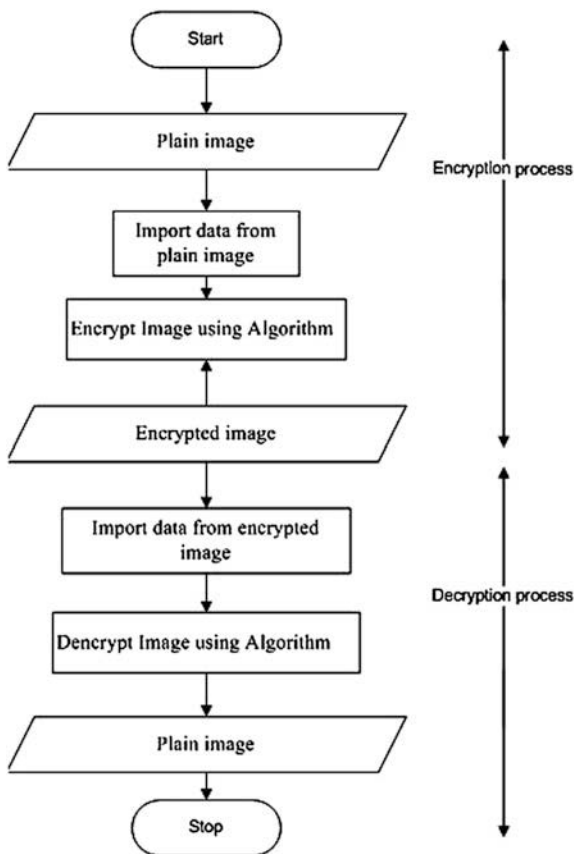 Start
Plain image
Encryption process
Import data from
plain image
Encrypt Image using Algorithm
Encrypted image
Import data from encrypted
image
Decryption process
Dencrypt Image using Algorithm
Plain image
Stop